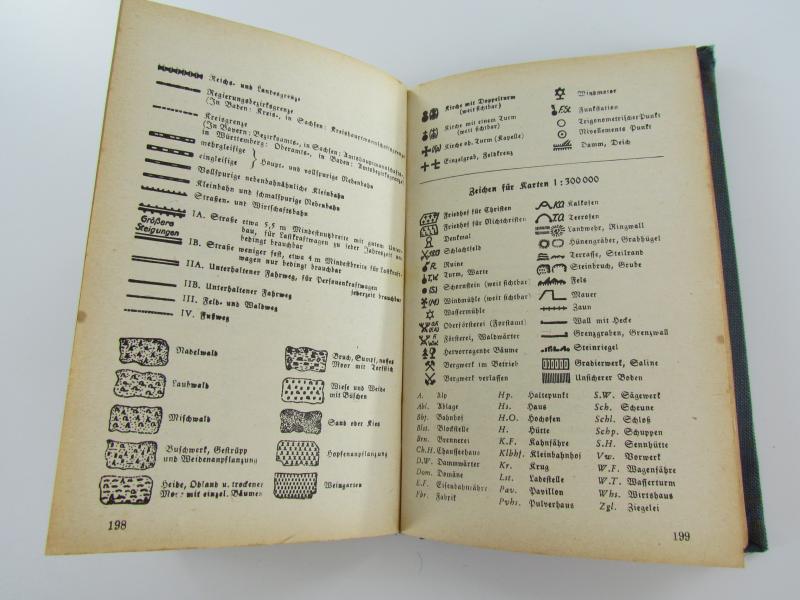 Reichs- und Landesgrenze
Regierungsbezirksgrenze
(In Baden: Kreis-, in Sachsen: Kreishauptmannschaftsgrenze)
Kreisgrenze
(In Bayern: Bezirksamts-, in Sachsen: Amtshauptmannschafts-,
in Württemberg: Oberamts-, in Baden: Amtsbezirksgrenze)
mehrgleisige
eingleisige
Haupt- und vollspurige Nebenbahn
Vollspurige nebenbahnähnliche Kleinbahn
Kleinbahn und schmalspurige Nebenbahn
Straßen- und Wirtschaftsbahn
Größere
Steigungen
IA. Straße etwa 5,5 m Mindestnutzbreite mit gutem Unterbau,
für Lastkraftwagen zu jeder Jahreszeit unbedingt brauchbar
IB. Straße weniger fest, etwa 4 m Mindestbreite für Lastkraftwagen
nur bedingt brauchbar
IIA. Unterhaltener Fahrweg, für Personenkraftwagen
jederzeit brauchbar
IIB. Unterhaltener Fahrweg
III. Feld- und Waldweg
IV. Fußweg
Nadelwald
Laubwald
Mischwald
Buschwerk, Gestrüpp
und Weidenanpflanzung
Heide, Ödland u. trockener
Moor mit einzel. Bäumen
Bruch, Sumpf, nasses
Moor mit Torfstich
Wiese und Weide
mit Büschen
Sand oder Kies
Hopfenanpflanzung
Weingarten
198
Kirche mit Doppelturm
(weit sichtbar)
Kirche mit einem Turm
(weit sichtbar)
Kirche ob. Turm (Kapelle)
Einzelgrab, Feldkreuz
Windmotor
F.St. Funkstation
Trigonometrischer Punkt
Nivellements Punkt
Damm, Deich
Zeichen für Karten 1:300000
Friedhof für Christen
Friedhof für Nichtchristen
Denkmal
Schlachtfeld
R. Ruine
T. Turm, Warte
Schornstein (weit sichtbar)
Windmühle (weit sichtbar)
Wassermühle
Oberförsterei (Forstamt)
Försterei, Waldwärter
Hervorragende Bäume
Bergwerk im Betrieb
Bergwerk verlassen
Kalkofen
Teerofen
Landwehr, Ringwall
Hünengräber, Grabhügel
Terrasse, Steilrand
Steinbruch, Grube
Fels
Mauer
Zaun
Wall mit Hecke
Grenzgraben, Grenzwall
Steinriegel
Gradierwerk, Saline
Unsicherer Boden
A. Alp
Abl. Ablage
Bhf. Bahnhof
Blst. Blockstelle
Brn. Brennerei
Ch.H. Chausseehaus
D.W. Dammwärter
Dom. Domäne
E.F. Eisenbahnfähre
Fbr. Fabrik
Hp. Haltepunkt
Hs. Haus
H.O. Hochofen
H. Hütte
K.F. Kahnfähre
Klbhf. Kleinbahnhof
Kr. Krug
Lst. Ladestelle
Pav. Pavillon
Pvhs. Pulverhaus
S.W. Sägewerk
Sch. Scheune
Schl. Schloß
Schp. Schuppen
S.H. Sennhütte
Vw. Vorwerk
W.F. Wagenfähre
W.T. Wasserturm
Whs. Wirtshaus
Zgl. Ziegelei
199